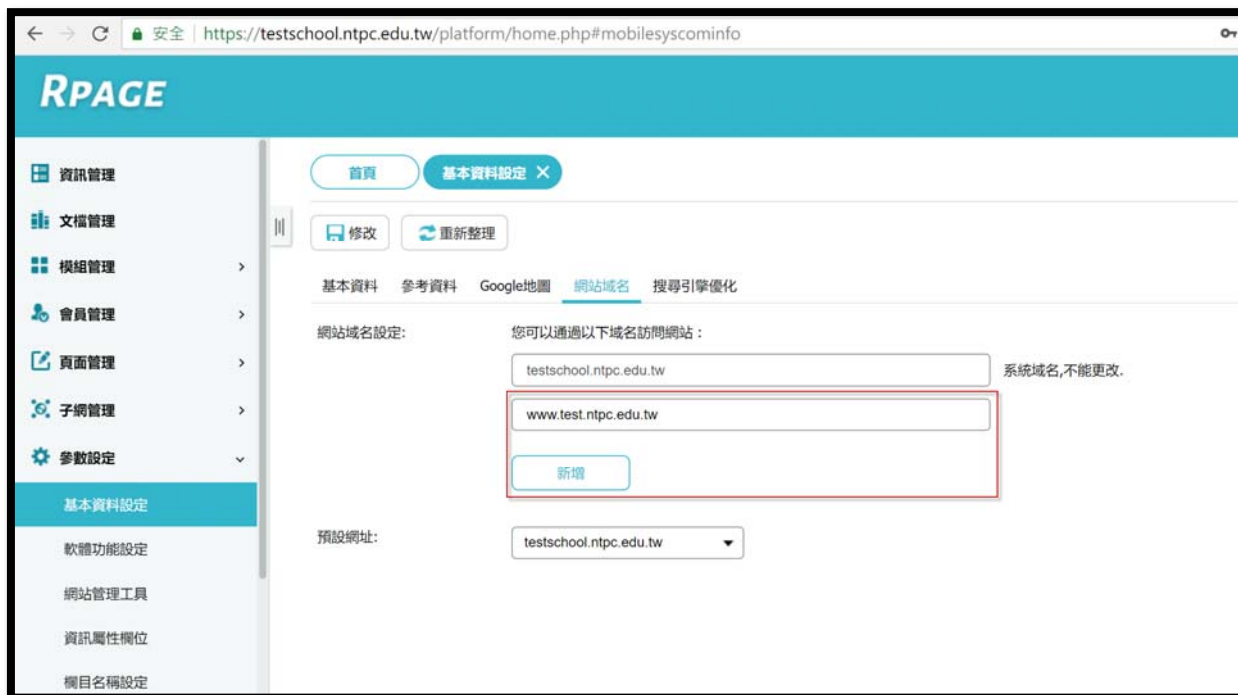 安全 https://testschool.ntpc.edu.tw/platform/home.php#mobilesyscominfo
RPAGE
資訊管理
文檔管理
模組管理
會員管理
頁面管理
子網管理
參數設定
基本資料設定
軟體功能設定
網站管理工具
資訊屬性欄位
欄目名稱設定
首頁 基本資料設定 X
修改 重新整理
基本資料 參考資料 Google地圖 網站域名 搜尋引擎優化
網站域名設定: 您可以通過以下域名訪問網站：
testschool.ntpc.edu.tw 系統域名,不能更改.
www.test.ntpc.edu.tw
新增
預設網址: testschool.ntpc.edu.tw